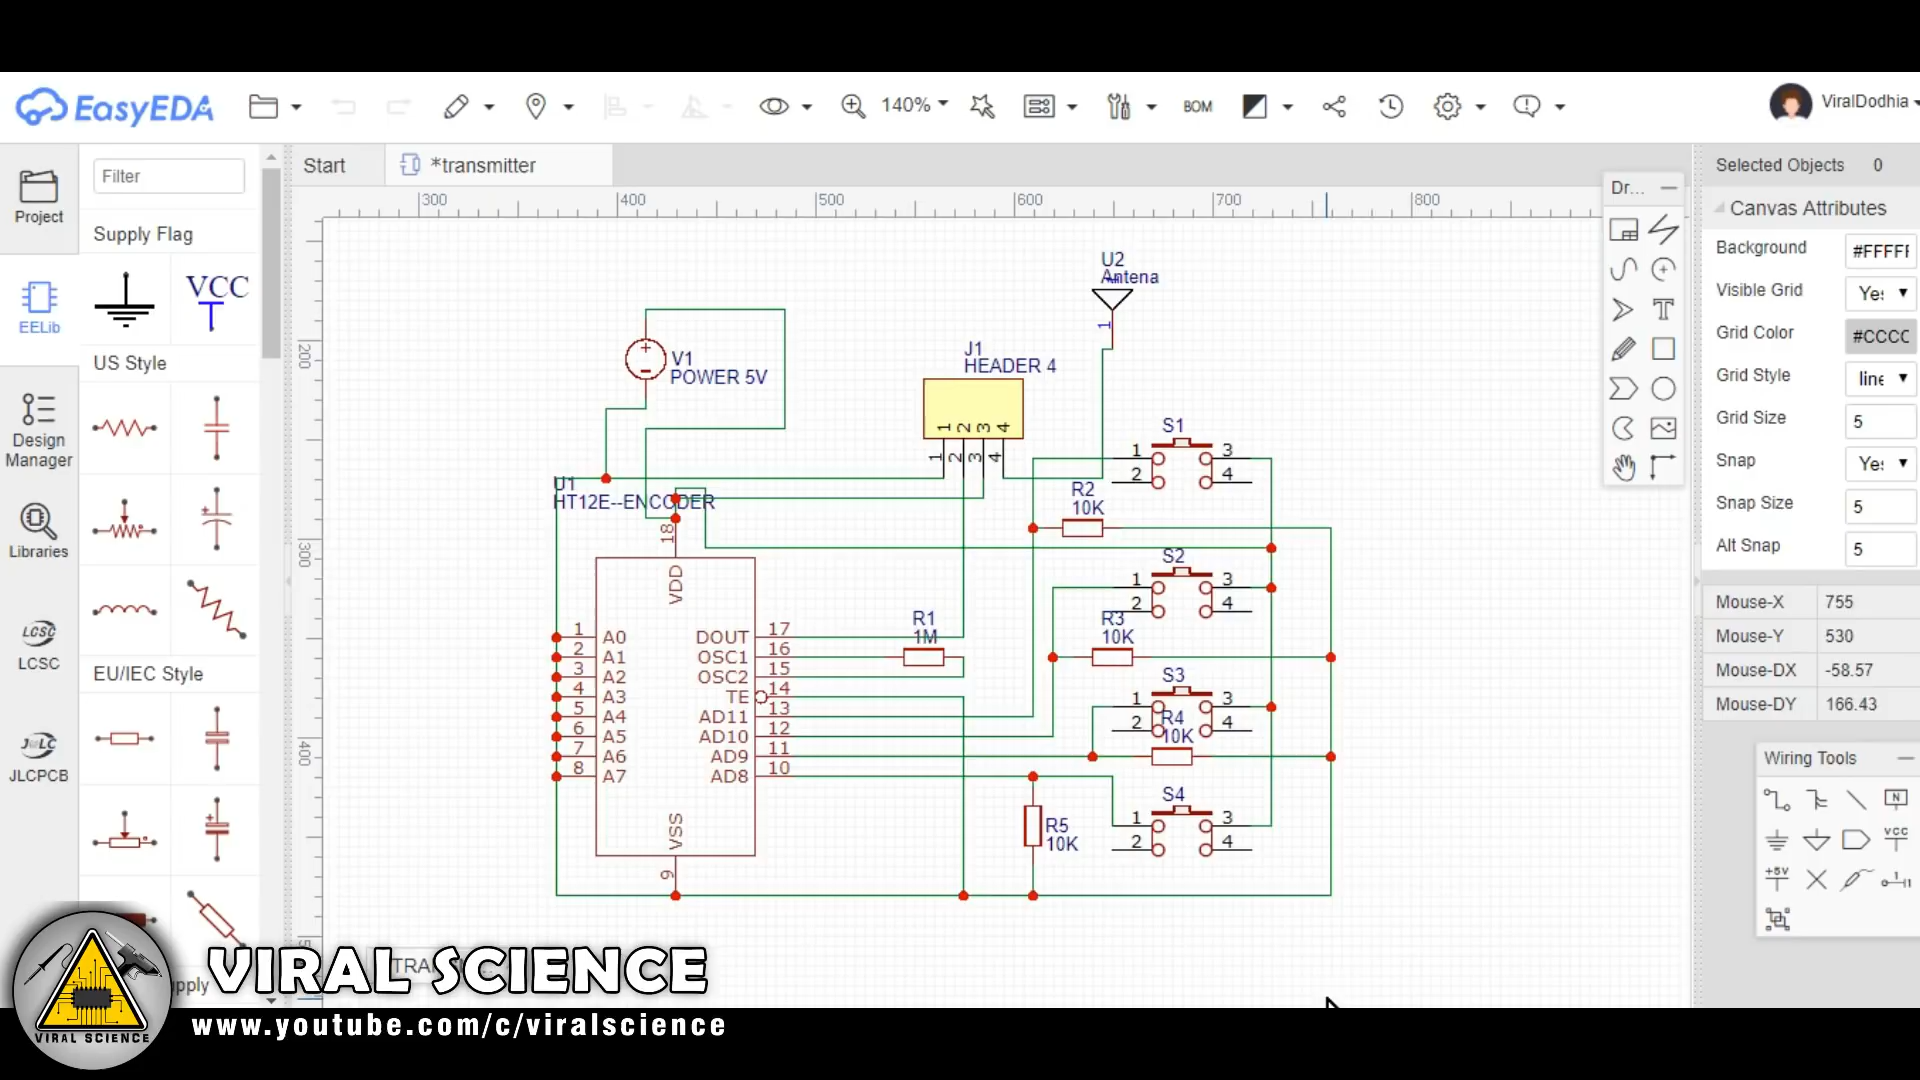 EasyEDA
140%
BOM
ViralDodhia
Project
EELib
Design
Manager
Libraries
LCSC
LCSC
JLCPCB
Filter
Supply Flag
VCC
US Style
EU/IEC Style
Start
*transmitter
300
400
500
600
700
800
200
300
400
U2
Antena
1
V1
POWER 5V
J1
HEADER 4
1 2 3 4
1 2 3 4
S1
1 3
2 4
R2
10K
U1
HT12E--ENCODER
18
VDD
S2
1 3
2 4
R1
1M
R3
10K
1 A0 DOUT 17
2 A1 OSC1 16
3 A2 OSC2 15
4 A3 TE 14
5 A4 AD11 13
6 A5 AD10 12
7 A6 AD9 11
8 A7 AD8 10
S3
1 3
2 4
R4
10K
VSS
9
R5
10K
S4
1 3
2 4
Dr...
Selected Objects 0
Canvas Attributes
Background #FFFFF
Visible Grid Yes
Grid Color #CCCC
Grid Style line
Grid Size 5
Snap Yes
Snap Size 5
Alt Snap 5
Mouse-X 755
Mouse-Y 530
Mouse-DX -58.57
Mouse-DY 166.43
Wiring Tools
N
VCC
+5V
VIRAL SCIENCE
www.youtube.com/c/viralscience
VIRAL SCIENCE